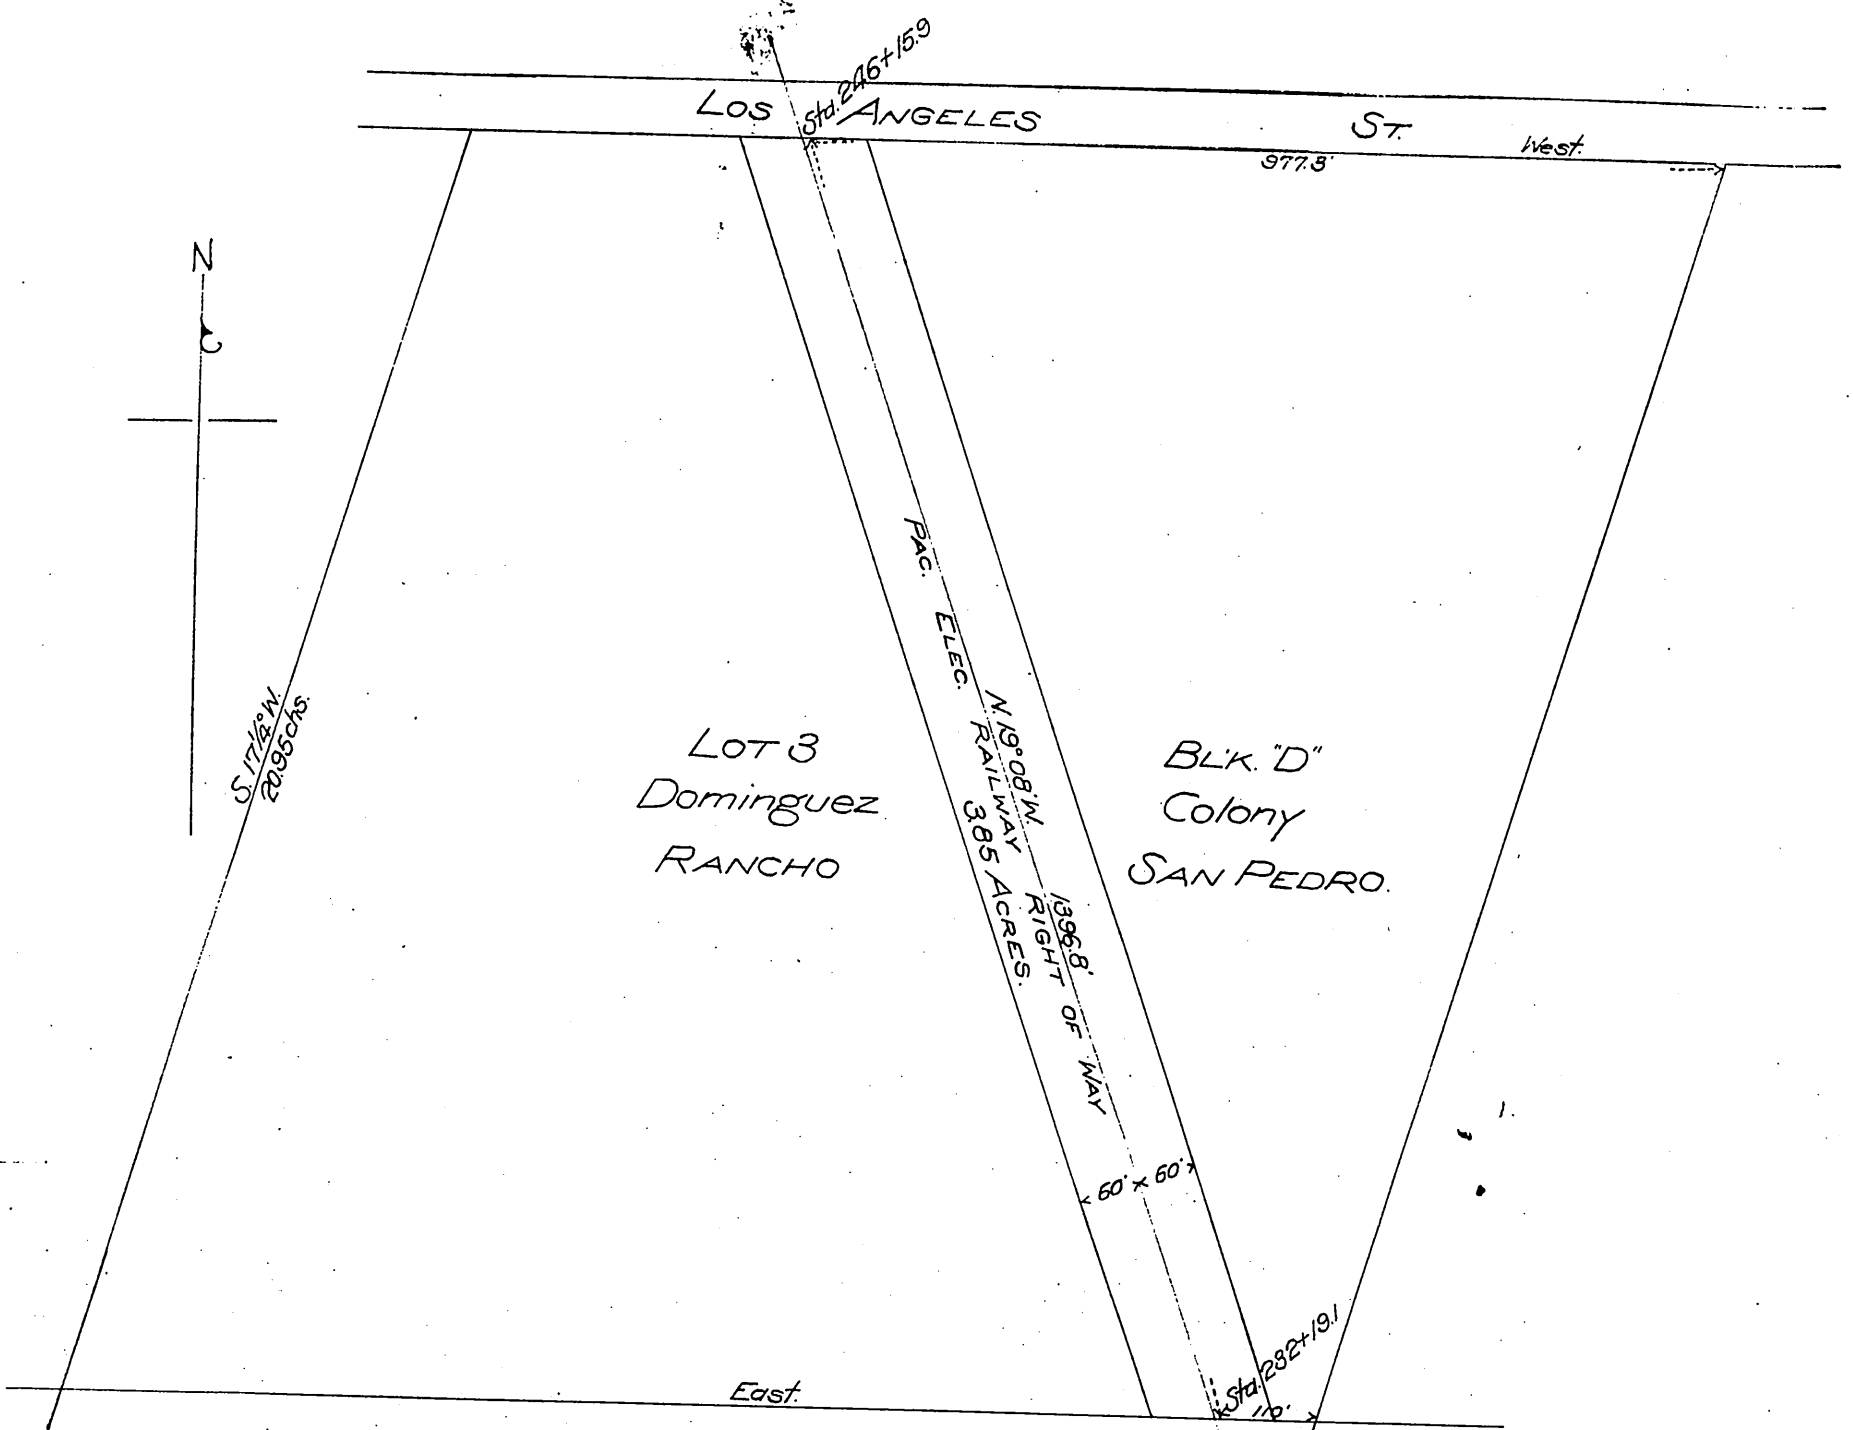 Sta. 246+15.9
LOS ANGELES ST.
West.
977.8'
N
S. 17¼° W.
20.95 chs.
PAC. ELEC. RAILWAY RIGHT OF WAY
N. 19° 08' W. 1396.8'
3.85 ACRES.
LOT 3
Dominguez
RANCHO
BLK. "D"
Colony
SAN PEDRO.
60' 60'
Sta. 232+19.1
110'
East.